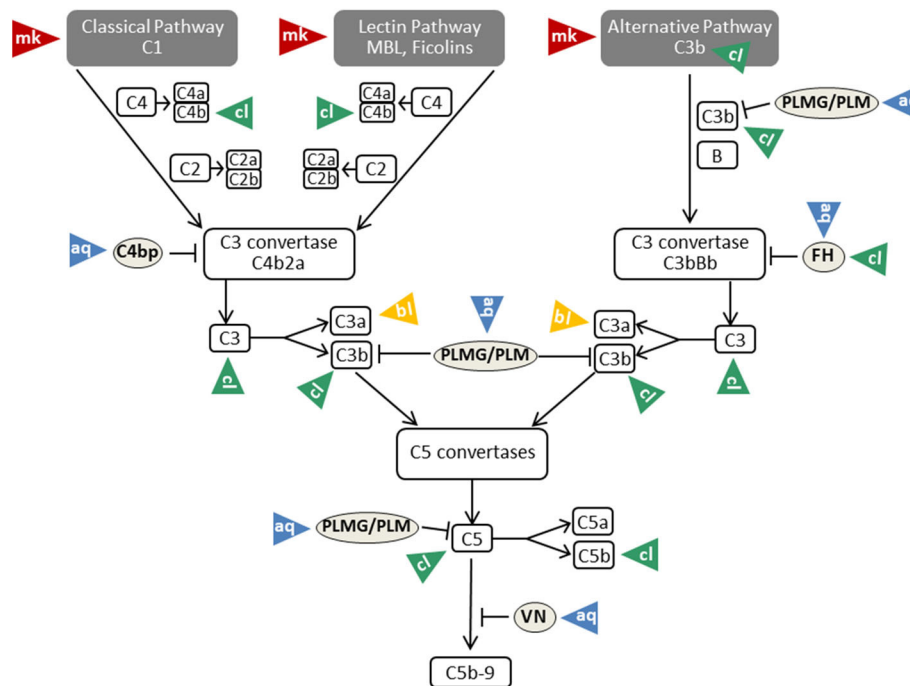 mk
Classical Pathway
C1
mk
Lectin Pathway
MBL, Ficolins
mk
Alternative Pathway
C3b
cl
C4
C4a
C4b
cl
cl
C4a
C4b
C4
C3b
PLMG/PLM
aq
cl
B
C2
C2a
C2b
C2a
C2b
C2
aq
C4bp
C3 convertase
C4b2a
C3 convertase
C3bBb
aq
FH
cl
C3
cl
C3a
bl
C3b
cl
aq
PLMG/PLM
bl
C3a
C3b
cl
C3
cl
C5 convertases
aq
PLMG/PLM
C5
cl
C5a
C5b
cl
VN
aq
C5b-9